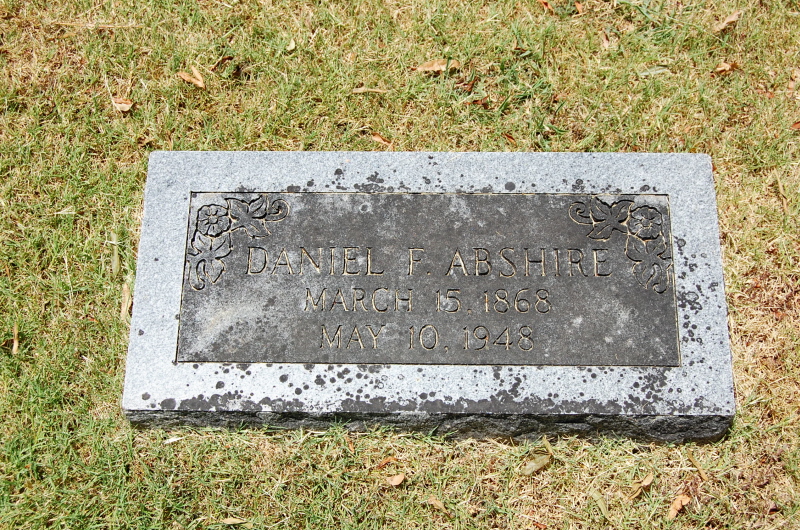 DANIEL F. ABSHIRE
MARCH 15, 1868
MAY 10, 1948